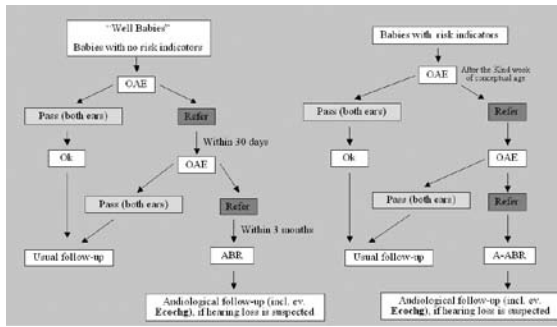 “Well Babies”
Babies with no risk indicators
OAE
Pass (both ears)
Refer
Ok
Within 30 days
OAE
Pass (both ears)
Refer
Within 3 months
Usual follow-up
ABR
Audiological follow-up (incl. ev.
Ecochg), if hearing loss is suspected
Babies with risk indicators
OAE
After the
week
of conceptual age
Pass (both ears)
Refer
Ok
OAE
Pass (both ears)
Refer
Usual follow-up
A-ABR
Audiological follow-up (incl. ev.
Ecochg), if hearing loss is suspected